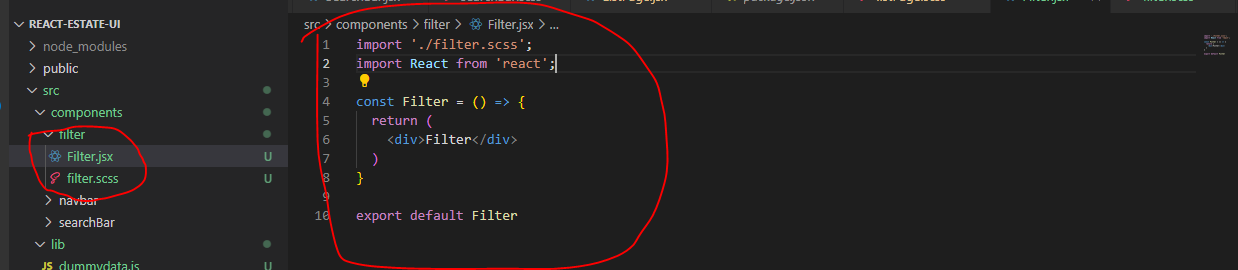 REACT-ESTATE-UI
node_modules
public
src
components
filter
Filter.jsx U
filter.scss U
navbar
searchBar
lib
JS dummydata.js U
src > components > filter > Filter.jsx > ...
1 import './filter.scss';
2 import React from 'react';
3
4 const Filter = () => {
5 return (
6 <div>Filter</div>
7 )
8 }
9
10 export default Filter